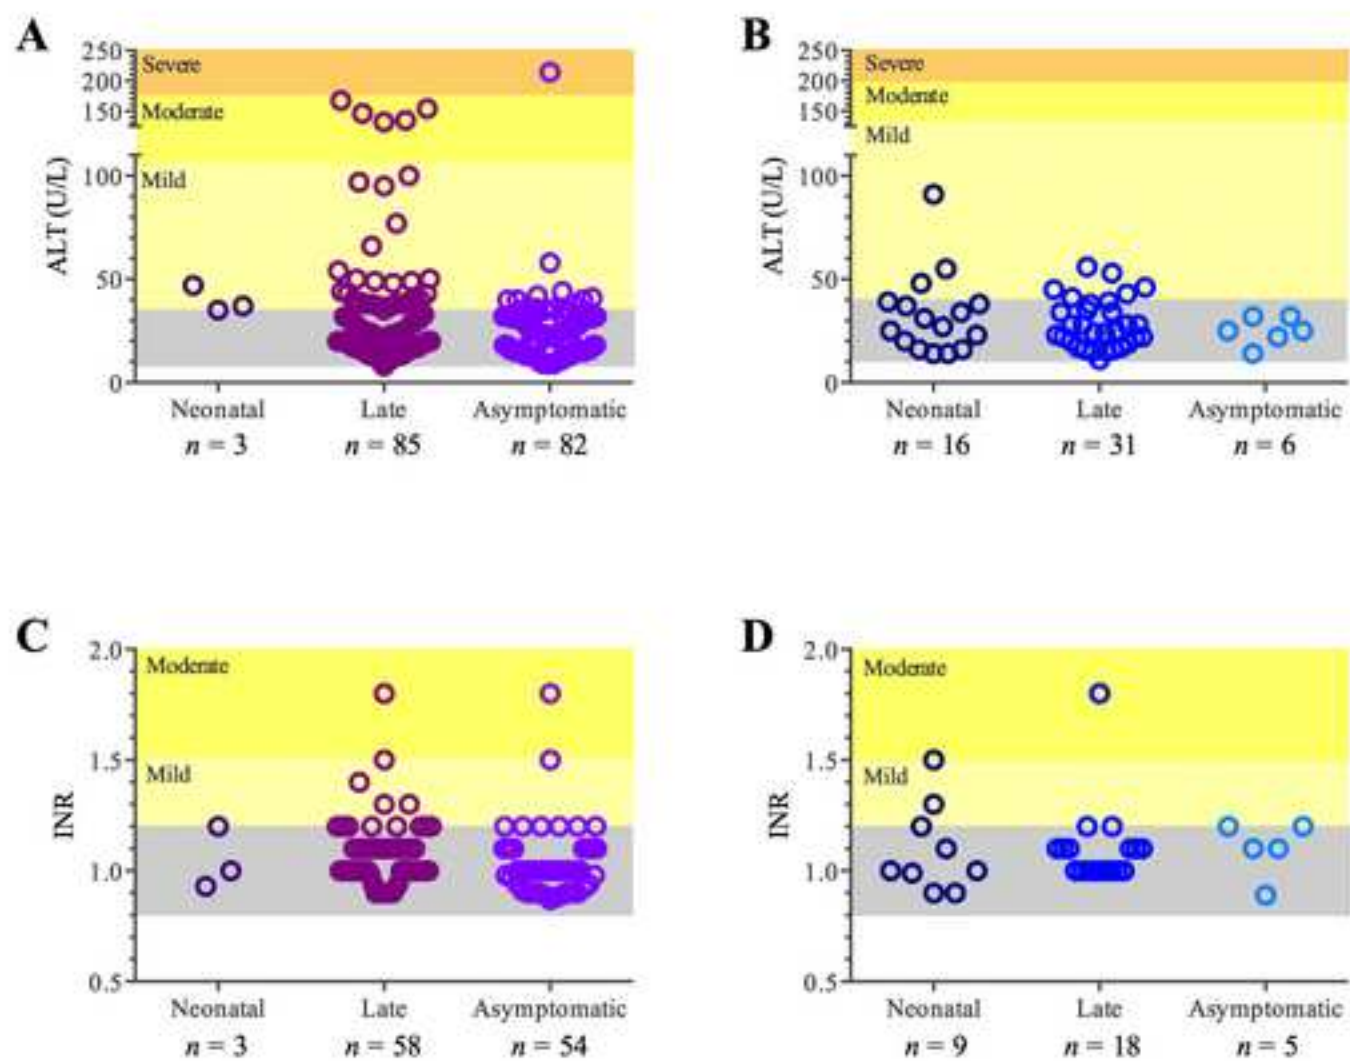 A
250
200
150
100
50
0
ALT (U/L)
Severe
Moderate
Mild
Neonatal
Late
Asymptomatic
n = 3
n = 85
n = 82
B
250
200
150
100
50
0
ALT (U/L)
Severe
Moderate
Mild
Neonatal
Late
Asymptomatic
n = 16
n = 31
n = 6
C
2.0
1.5
1.0
0.5
INR
Moderate
Mild
Neonatal
Late
Asymptomatic
n = 3
n = 58
n = 54
D
2.0
1.5
1.0
0.5
INR
Moderate
Mild
Neonatal
Late
Asymptomatic
n = 9
n = 18
n = 5